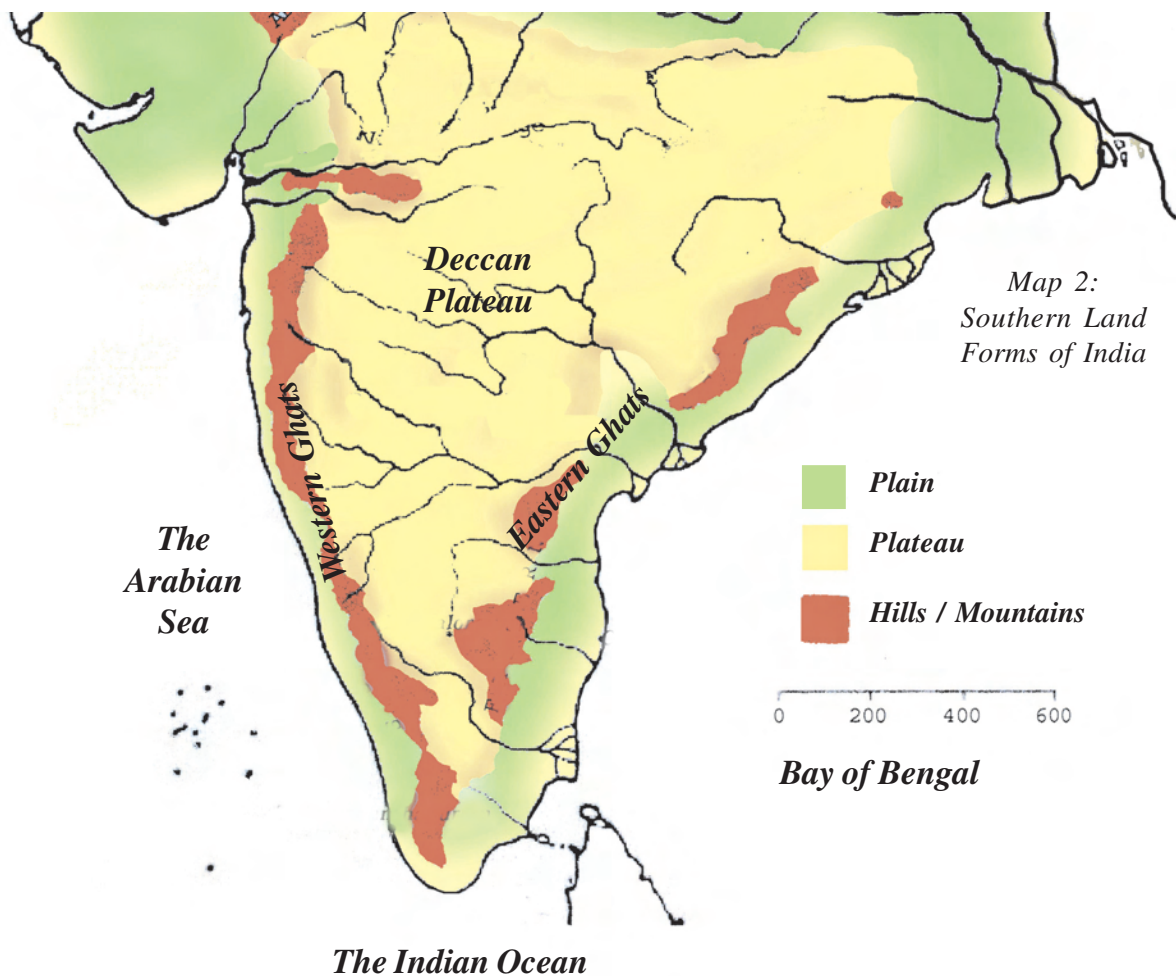 Deccan
Plateau
Map 2:
Southern Land
Forms of India
Western Ghats
Eastern Ghats
Plain
Plateau
Hills / Mountains
The
Arabian
Sea
0 200 400 600
Bay of Bengal
The Indian Ocean